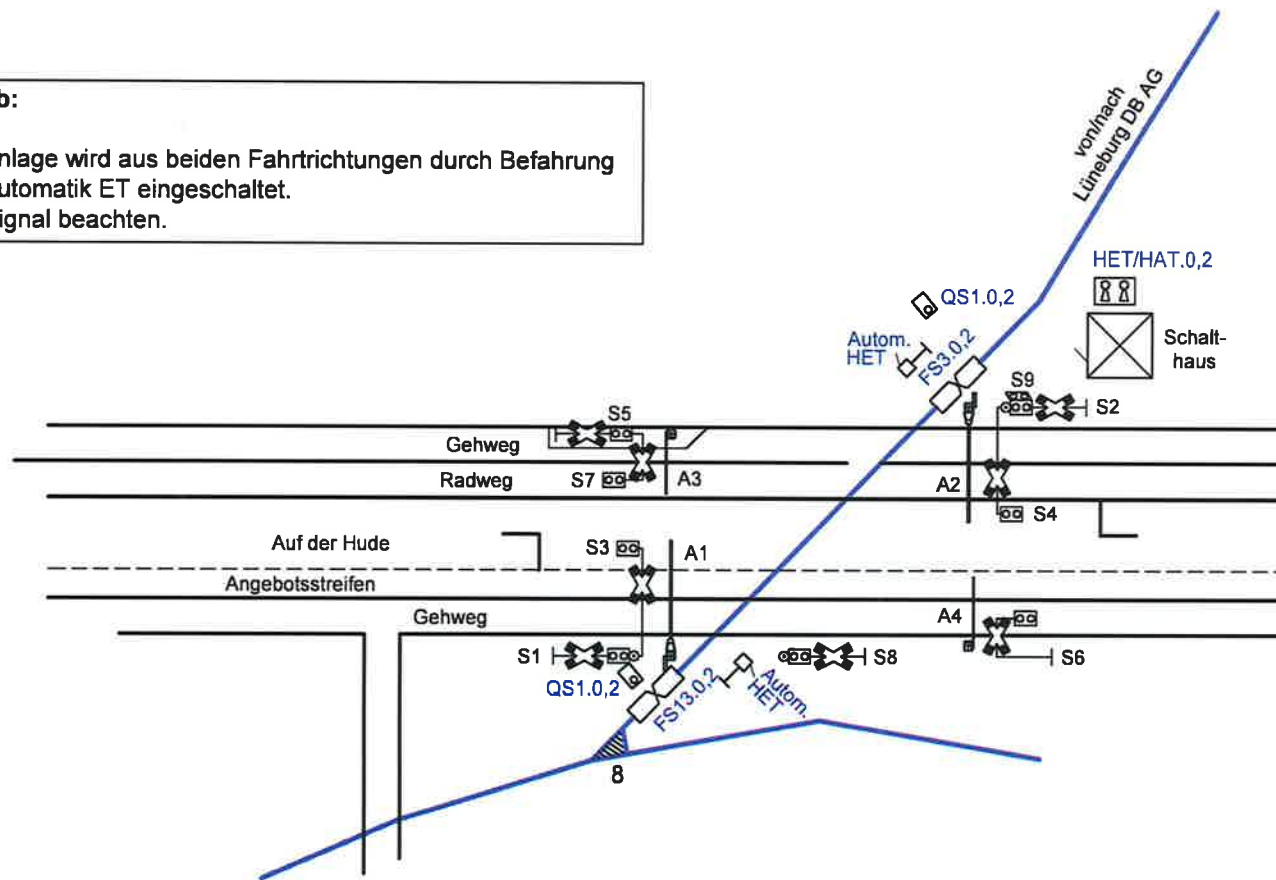 b:
nlage wird aus beiden Fahrtrichtungen durch Befahrung
utomatik ET eingeschaltet.
ignal beachten.
von/nach
Lüneburg DB AG
HET/HAT.0,2
QS1.0,2
Autom.
HET
FS3.0,2
Schalt-
haus
S9
S2
S5
Gehweg
Radweg
S7
A3
A2
S4
Auf der Hude
S3
A1
Angebotsstreifen
Gehweg
A4
S1
S8
S6
QS1.0,2
FS13.0,2
Autom.
HET
8